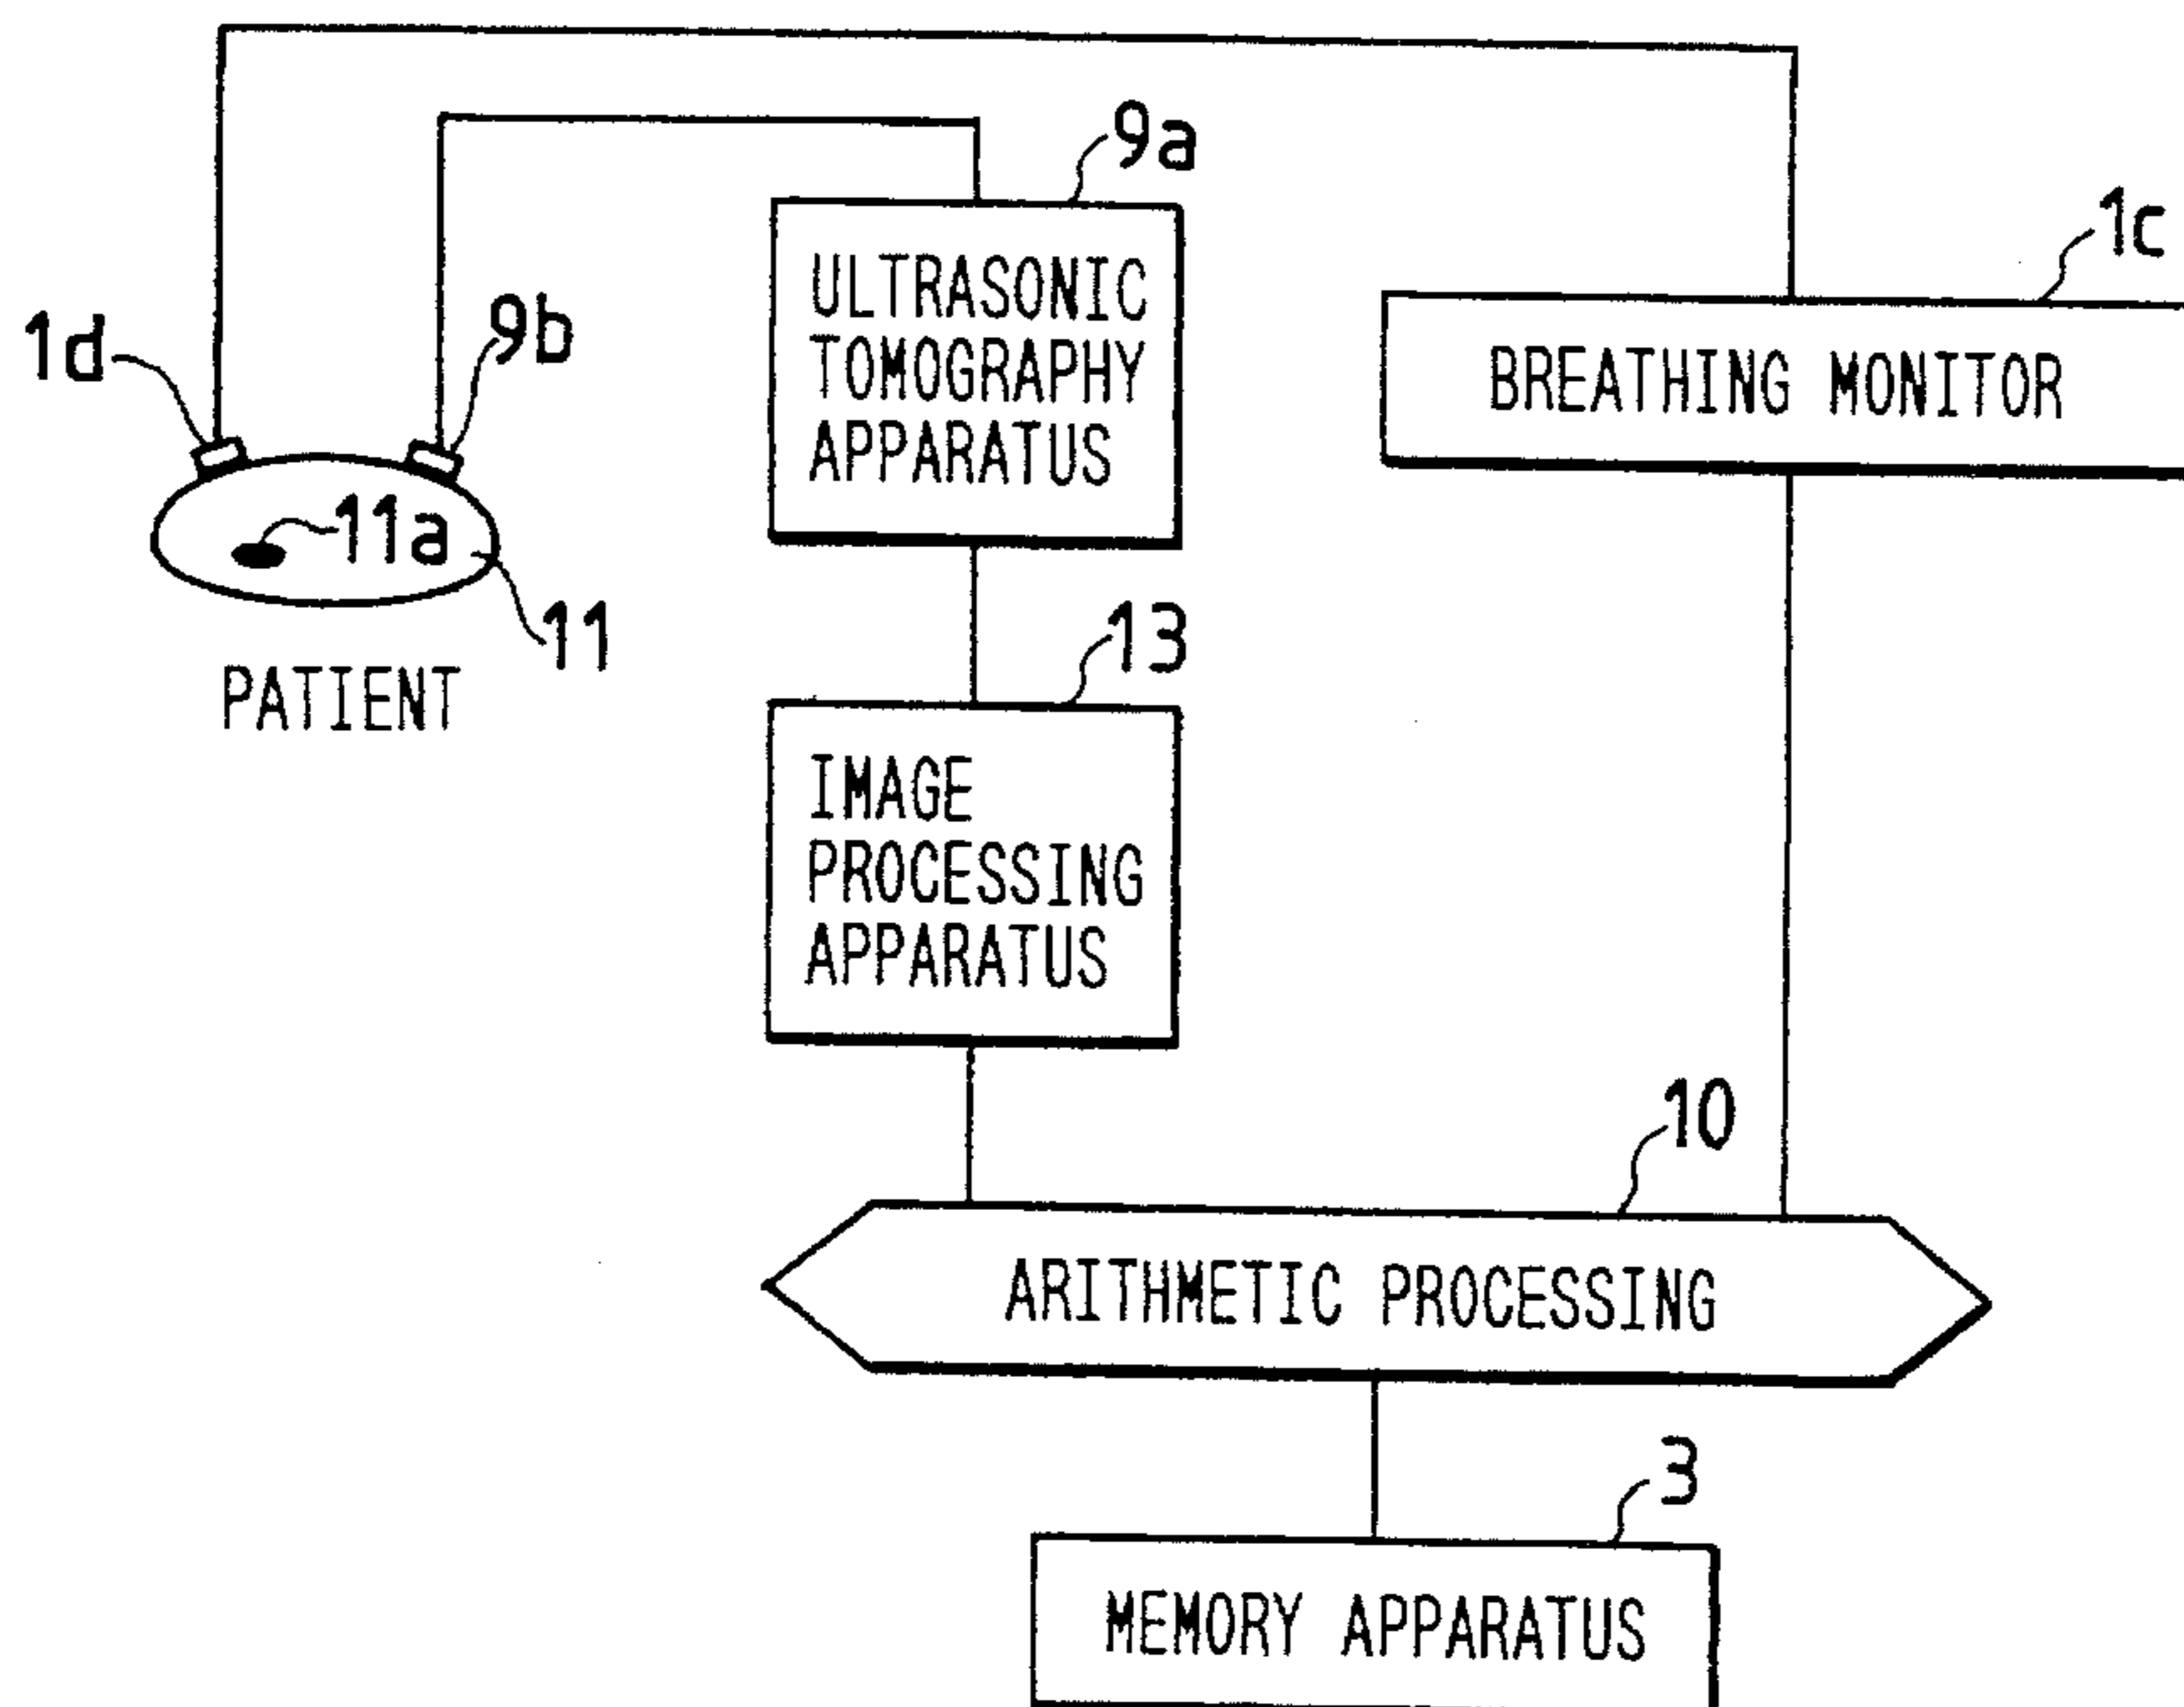 9a
1c
ULTRASONIC
TOMOGRAPHY
APPARATUS
BREATHING MONITOR
1d
9b
11a
11
PATIENT
13
IMAGE
PROCESSING
APPARATUS
10
ARITHMETIC PROCESSING
3
MEMORY APPARATUS